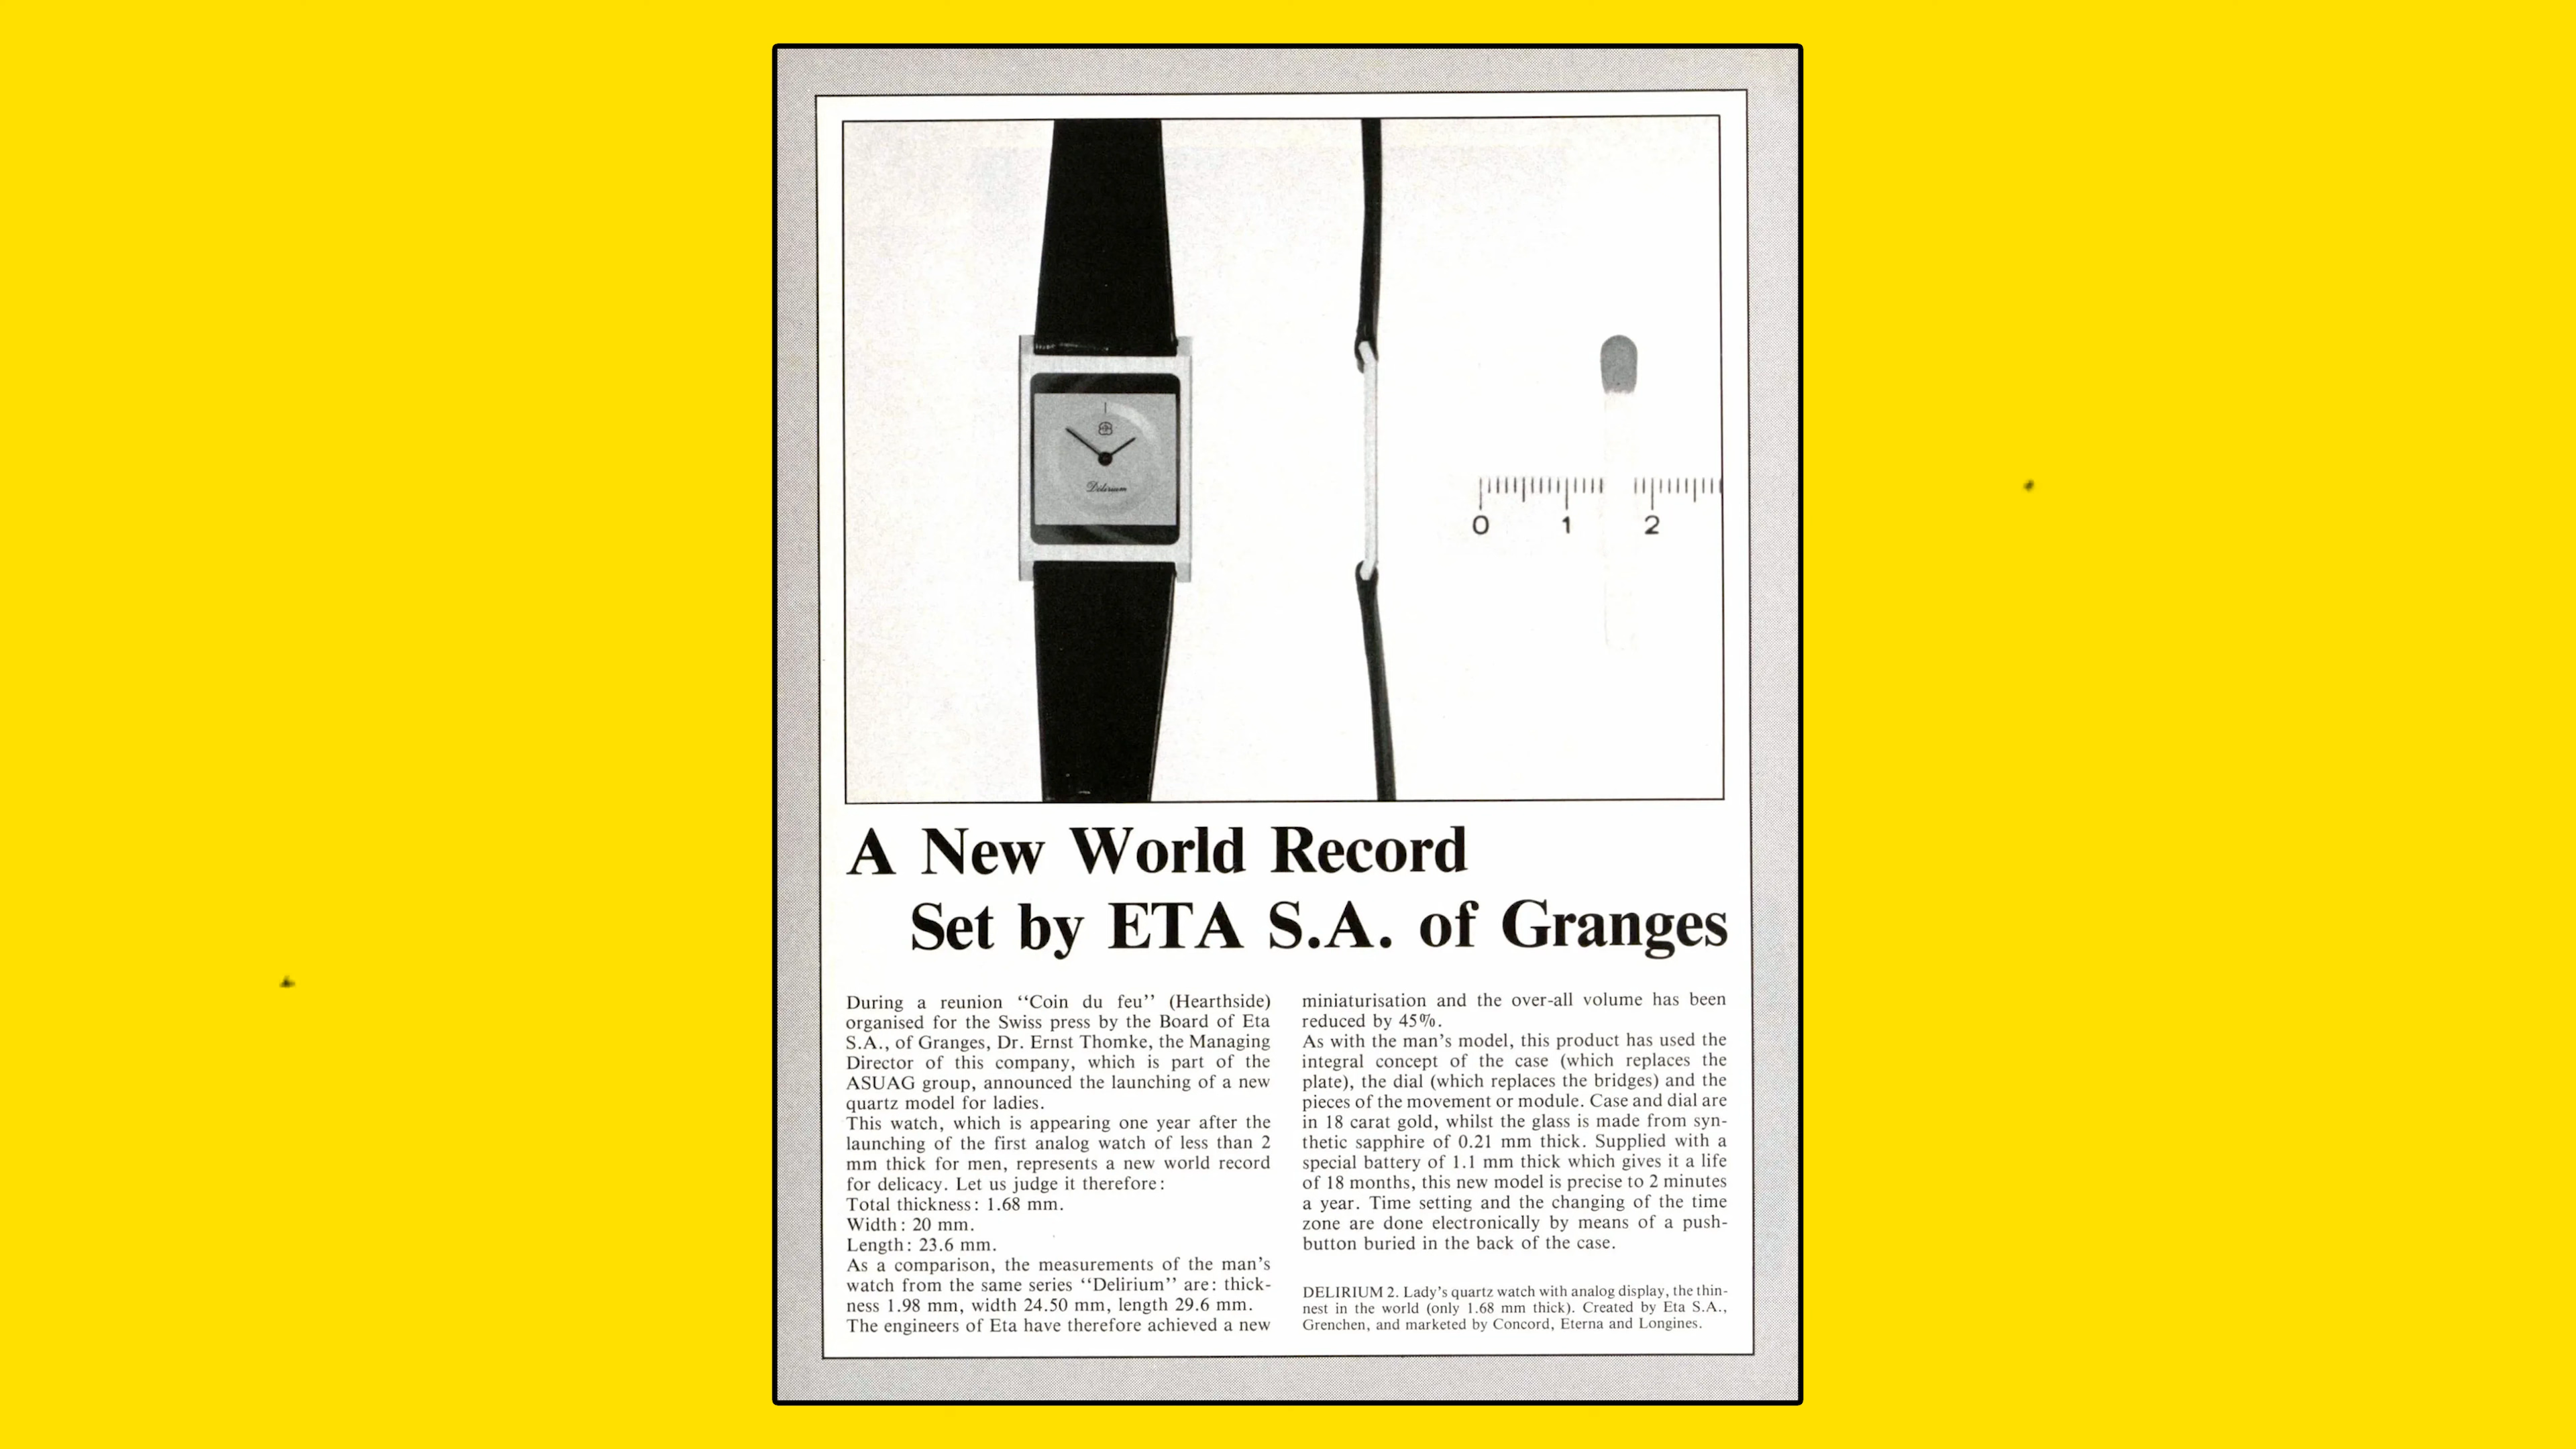 Delirium
0 1 2
A New World Record
Set by ETA S.A. of Granges
During a reunion “Coin du feu” (Hearthside)
organised for the Swiss press by the Board of Eta
S.A., of Granges, Dr. Ernst Thomke, the Managing
Director of this company, which is part of the
ASUAG group, announced the launching of a new
quartz model for ladies.
This watch, which is appearing one year after the
launching of the first analog watch of less than 2
mm thick for men, represents a new world record
for delicacy. Let us judge it therefore:
Total thickness: 1.68 mm.
Width: 20 mm.
Length: 23.6 mm.
As a comparison, the measurements of the man's
watch from the same series “Delirium” are: thick-
ness 1.98 mm, width 24.50 mm, length 29.6 mm.
The engineers of Eta have therefore achieved a new
miniaturisation and the over-all volume has been
reduced by 45%.
As with the man's model, this product has used the
integral concept of the case (which replaces the
plate), the dial (which replaces the bridges) and the
pieces of the movement or module. Case and dial are
in 18 carat gold, whilst the glass is made from syn-
thetic sapphire of 0.21 mm thick. Supplied with a
special battery of 1.1 mm thick which gives it a life
of 18 months, this new model is precise to 2 minutes
a year. Time setting and the changing of the time
zone are done electronically by means of a push-
button buried in the back of the case.
DELIRIUM 2. Lady's quartz watch with analog display, the thin-
nest in the world (only 1.68 mm thick). Created by Eta S.A.,
Grenchen, and marketed by Concord, Eterna and Longines.